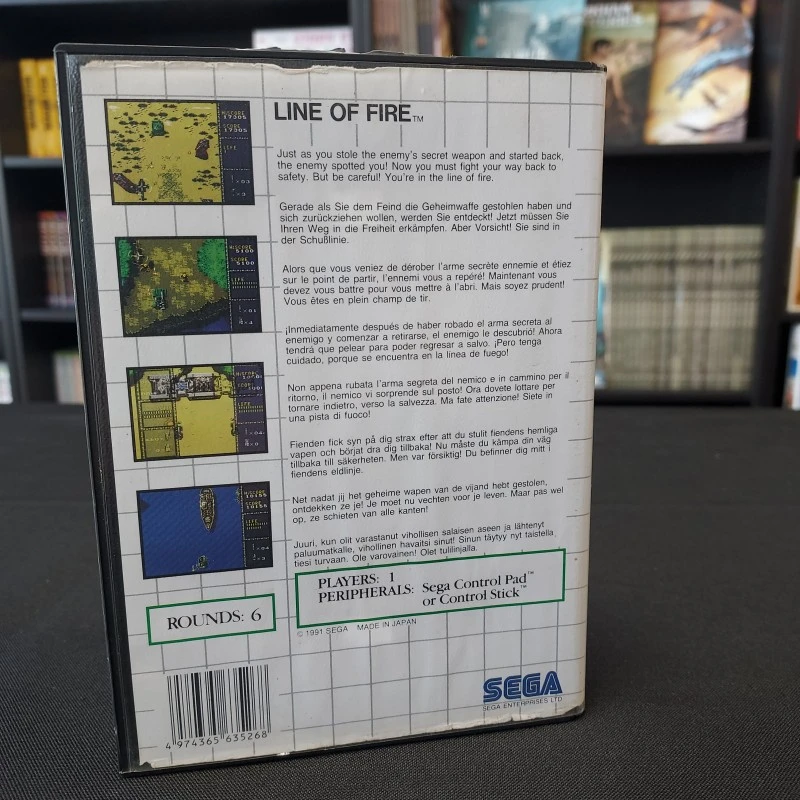 LINE OF FIRE™
Just as you stole the enemy's secret weapon and started back,
the enemy spotted you! Now you must fight your way back to
safety. But be careful! You're in the line of fire.
Gerade als Sie dem Feind die Geheimwaffe gestohlen haben und
sich zurückziehen wollen, werden Sie entdeckt! Jetzt müssen Sie
Ihren Weg in die Freiheit erkämpfen. Aber Vorsicht! Sie sind in
der Schußlinie.
Alors que vous veniez de dérober l'arme secrète ennemie et étiez
sur le point de partir, l'ennemi vous a repéré! Maintenant vous
devez vous battre pour vous mettre à l'abri. Mais soyez prudent!
Vous êtes en plein champ de tir.
¡Inmediatamente después de haber robado el arma secreta al
enemigo y comenzar a retirarse, el enemigo le descubrió! Ahora
tendrá que pelear para poder regresar a salvo. ¡Pero tenga
cuidado, porque se encuentra en la línea de fuego!
Non appena rubata l'arma segreta del nemico e in cammino per il
ritorno, il nemico vi sorprende sul posto! Ora dovete lottare per
tornare indietro, verso la salvezza. Ma fate attenzione! Siete in
una pista di fuoco!
Fienden fick syn på dig strax efter att du stulit fiendens hemliga
vapen och börjat dra dig tillbaka! Nu måste du kämpa din väg
tillbaka till säkerheten. Men var försiktig! Du befinner dig mitt i
fiendens eldlinje.
Net nadat jij het geheime wapen van de vijand hebt gestolen,
ontdekken ze je! Je moet nu vechten voor je leven. Maar pas wel
op, ze schieten van alle kanten!
Juuri, kun olit varastanut vihollisen salaisen aseen ja lähtenyt
paluumatkalle, vihollinen havaitsi sinut! Sinun täytyy nyt taistella
tiesi turvaan. Ole varovainen! Olet tulilinjalla.
PLAYERS: 1
PERIPHERALS: Sega Control Pad™
or Control Stick™
ROUNDS: 6
© 1991 SEGA MADE IN JAPAN
4 974365 635268
SEGA
SEGA ENTERPRISES LTD.